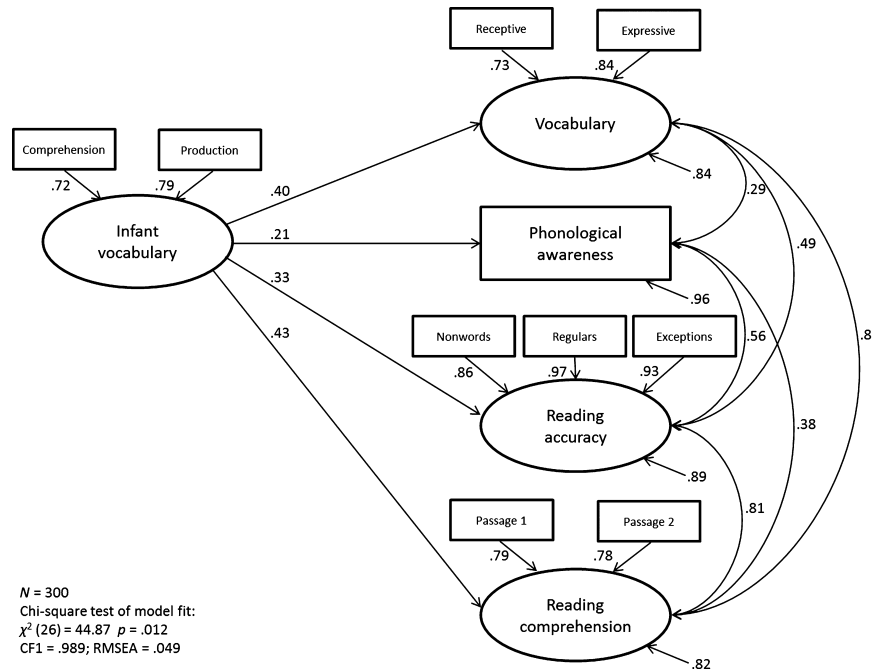 Receptive
Expressive
.73
.84
Vocabulary
Comprehension
Production
.72
.79
.40
.84
.29
Infant
vocabulary
.21
Phonological
awareness
.49
.33
.96
.43
Nonwords
Regulars
Exceptions
.56
.8
.86
.97
.93
Reading
accuracy
.38
.89
.81
Passage 1
Passage 2
.79
.78
N = 300
Chi-square test of model fit:
χ² (26) = 44.87 p = .012
CF1 = .989; RMSEA = .049
Reading
comprehension
.82